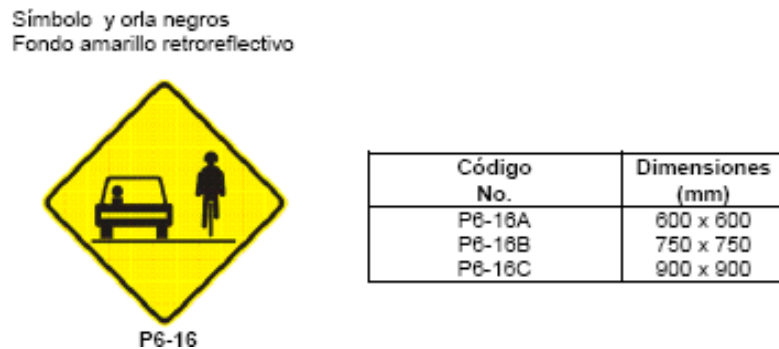 Símbolo y orla negros
Fondo amarillo retroreflectivo
P6-16
Código No.
Dimensiones (mm)
P6-16A 600 x 600
P6-16B 750 x 750
P6-16C 900 x 900